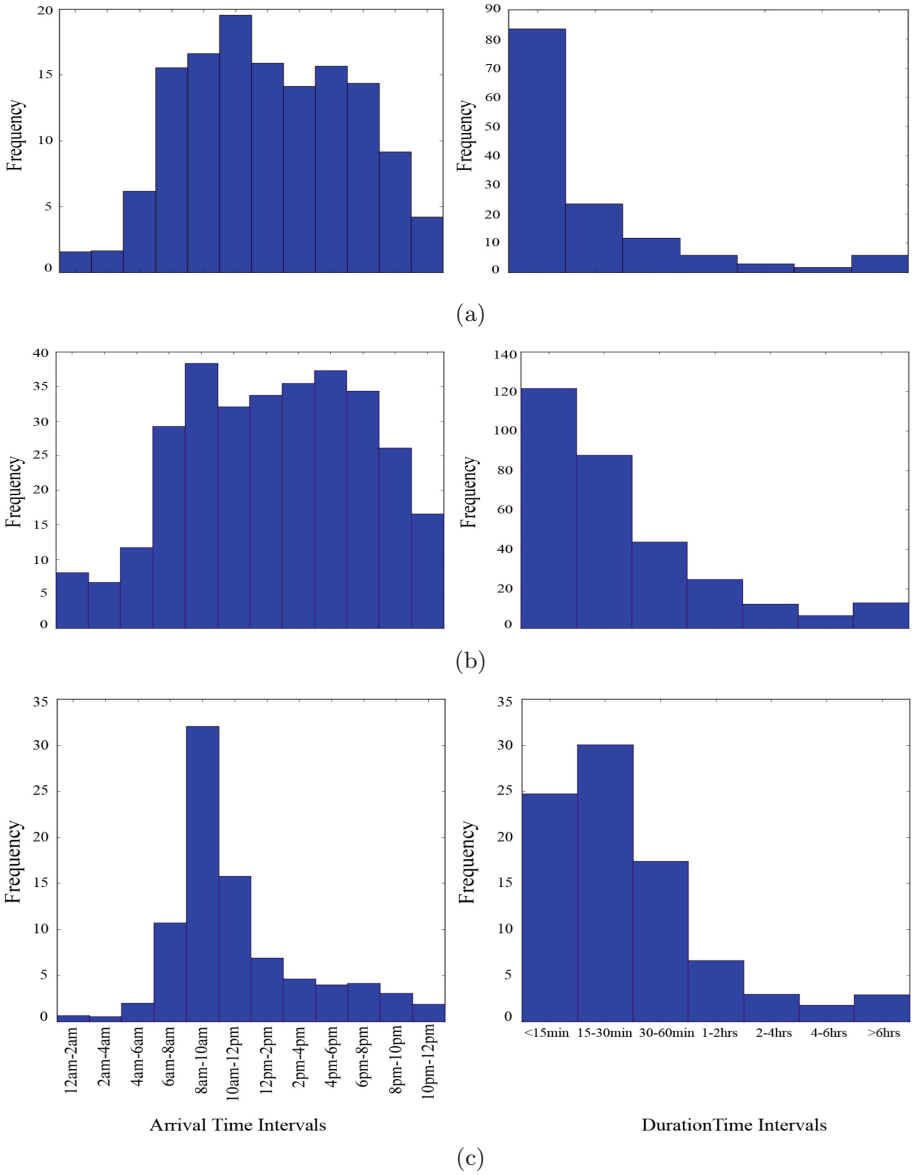 20
15
10
5
0
Frequency
90
80
70
60
50
40
30
20
10
0
Frequency
(a)
40
35
30
25
20
15
10
5
0
Frequency
140
120
100
80
60
40
20
0
Frequency
(b)
35
30
25
20
15
10
5
0
Frequency
12am-2am
2am-4am
4am-6am
6am-8am
8am-10am
10am-12pm
12pm-2pm
2pm-4pm
4pm-6pm
6pm-8pm
8pm-10pm
10pm-12pm
Arrival Time Intervals
35
30
25
20
15
10
5
0
Frequency
<15min 15-30min 30-60min 1-2hrs 2-4hrs 4-6hrs >6hrs
DurationTime Intervals
(c)